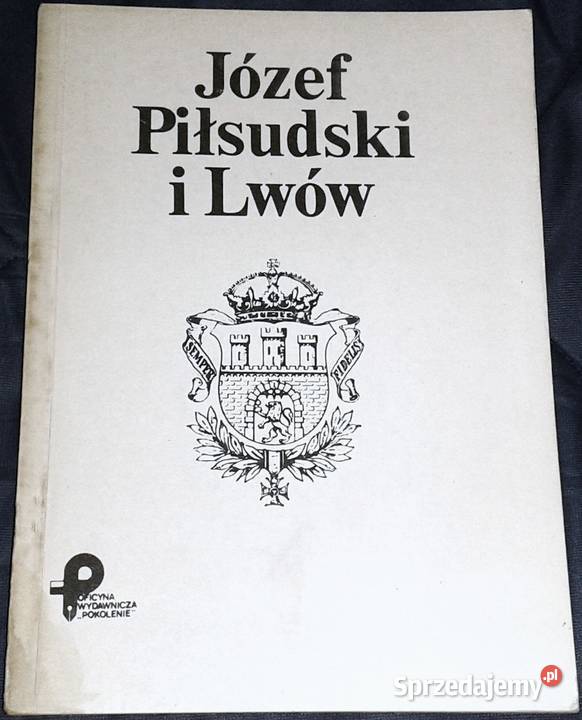 Józef
Piłsudski
i Lwów
SEMPER
FIDELIS
OFICYNA
WYDAWNICZA
„POKOLENIE"
Sprzedajemy.pl